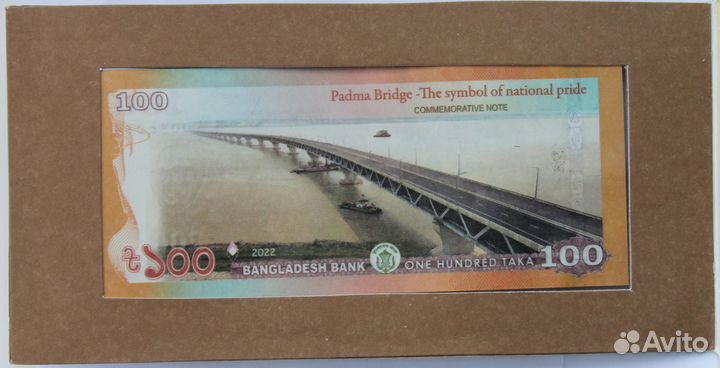 100
Padma Bridge -The symbol of national pride
COMMEMORATIVE NOTE
৳১০০
2022
BANGLADESH BANK
ONE HUNDRED TAKA
100
Avito